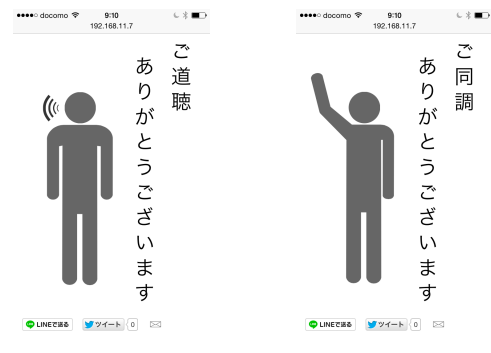 docomo 9:10
192.168.11.7
ご道聴
ありがとうございます
LINEで送る ツイート 0
docomo 9:10
192.168.11.7
ご同調
ありがとうございます
LINEで送る ツイート 0